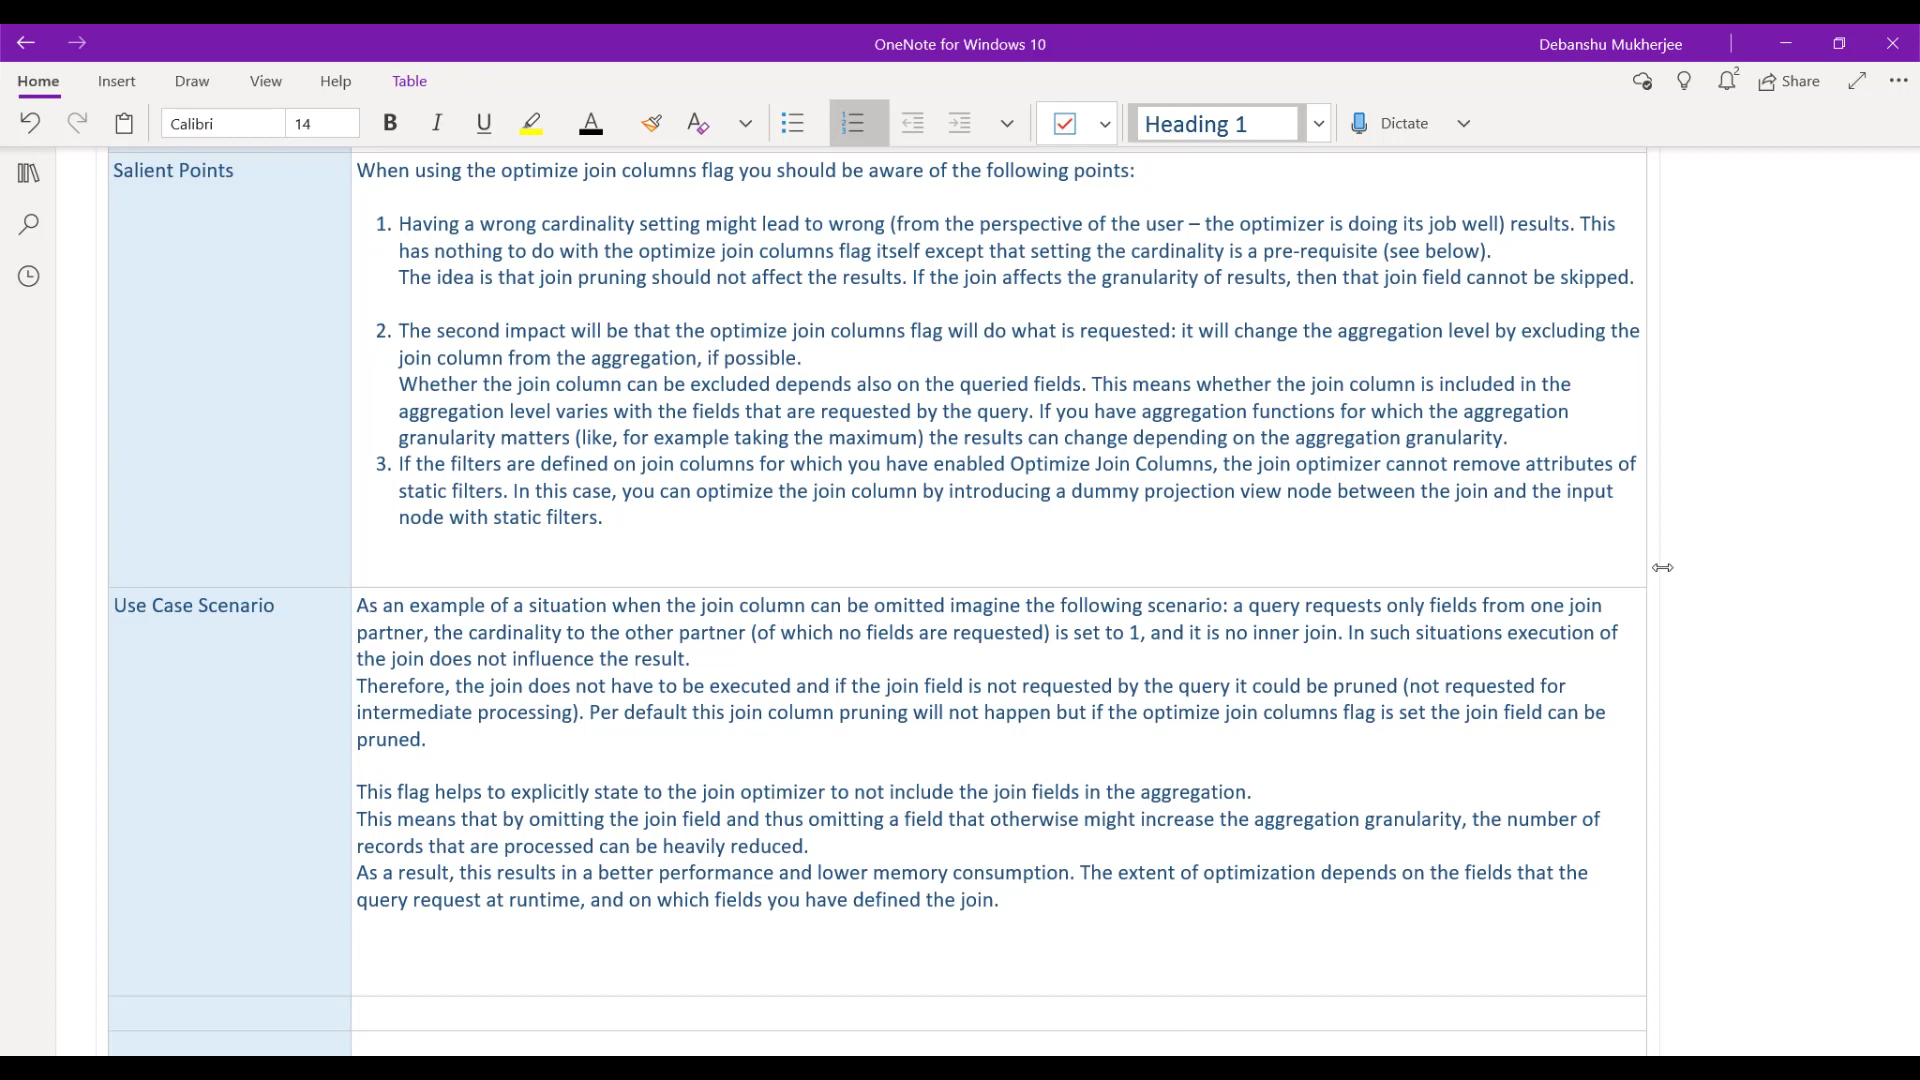 OneNote for Windows 10
Debanshu Mukherjee
Home
Insert
Draw
View
Help
Table
2
Share
Calibri
14
B
I
U
A
A
Heading 1
Dictate
Salient Points
When using the optimize join columns flag you should be aware of the following points:
1. Having a wrong cardinality setting might lead to wrong (from the perspective of the user – the optimizer is doing its job well) results. This
has nothing to do with the optimize join columns flag itself except that setting the cardinality is a pre-requisite (see below).
The idea is that join pruning should not affect the results. If the join affects the granularity of results, then that join field cannot be skipped.
2. The second impact will be that the optimize join columns flag will do what is requested: it will change the aggregation level by excluding the
join column from the aggregation, if possible.
Whether the join column can be excluded depends also on the queried fields. This means whether the join column is included in the
aggregation level varies with the fields that are requested by the query. If you have aggregation functions for which the aggregation
granularity matters (like, for example taking the maximum) the results can change depending on the aggregation granularity.
3. If the filters are defined on join columns for which you have enabled Optimize Join Columns, the join optimizer cannot remove attributes of
static filters. In this case, you can optimize the join column by introducing a dummy projection view node between the join and the input
node with static filters.
Use Case Scenario
As an example of a situation when the join column can be omitted imagine the following scenario: a query requests only fields from one join
partner, the cardinality to the other partner (of which no fields are requested) is set to 1, and it is no inner join. In such situations execution of
the join does not influence the result.
Therefore, the join does not have to be executed and if the join field is not requested by the query it could be pruned (not requested for
intermediate processing). Per default this join column pruning will not happen but if the optimize join columns flag is set the join field can be
pruned.
This flag helps to explicitly state to the join optimizer to not include the join fields in the aggregation.
This means that by omitting the join field and thus omitting a field that otherwise might increase the aggregation granularity, the number of
records that are processed can be heavily reduced.
As a result, this results in a better performance and lower memory consumption. The extent of optimization depends on the fields that the
query request at runtime, and on which fields you have defined the join.